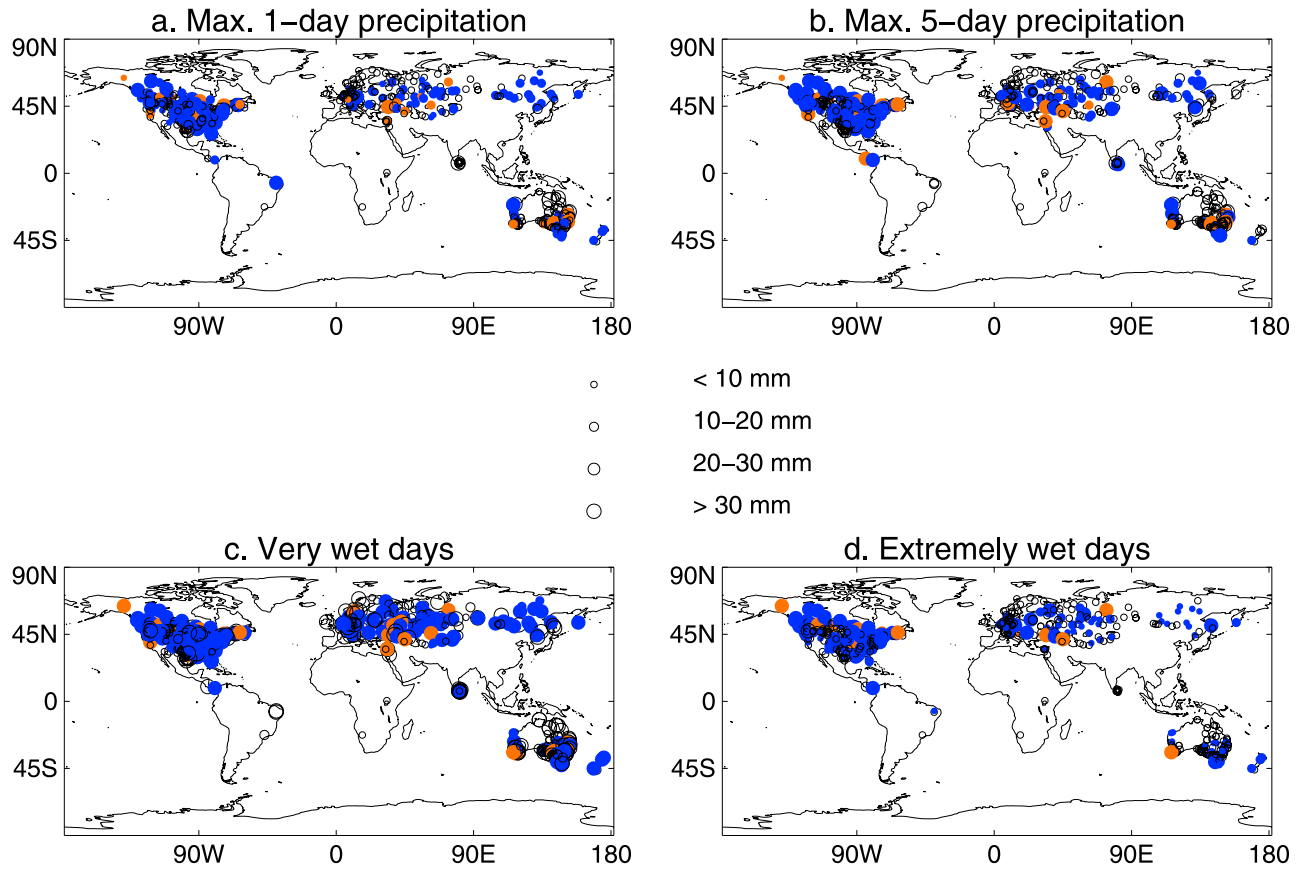 a. Max. 1−day precipitation
90N
45N
0
45S
90W 0 90E 180
b. Max. 5−day precipitation
90N
45N
0
45S
90W 0 90E 180
< 10 mm
10−20 mm
20−30 mm
> 30 mm
c. Very wet days
90N
45N
0
45S
90W 0 90E 180
d. Extremely wet days
90N
45N
0
45S
90W 0 90E 180